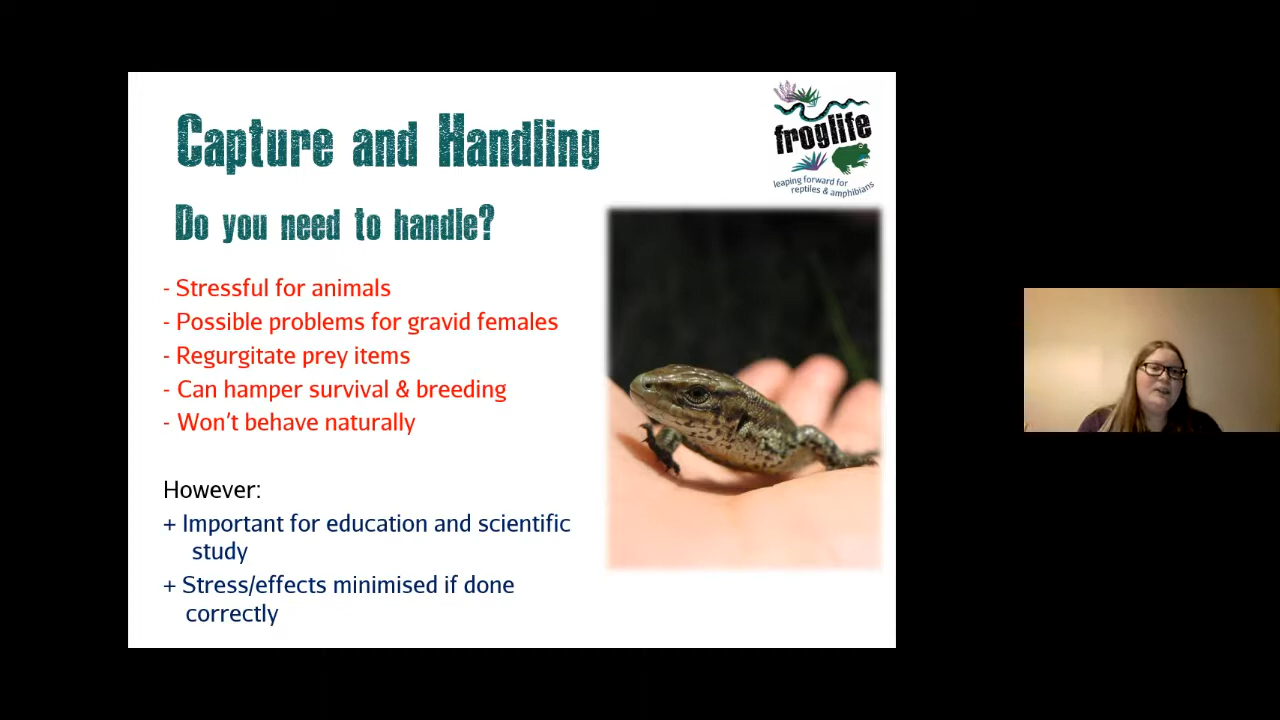 Capture and Handling
froglife
leaping forward for
reptiles & amphibians
Do you need to handle?
- Stressful for animals
- Possible problems for gravid females
- Regurgitate prey items
- Can hamper survival & breeding
- Won't behave naturally
However:
+ Important for education and scientific
study
+ Stress/effects minimised if done
correctly